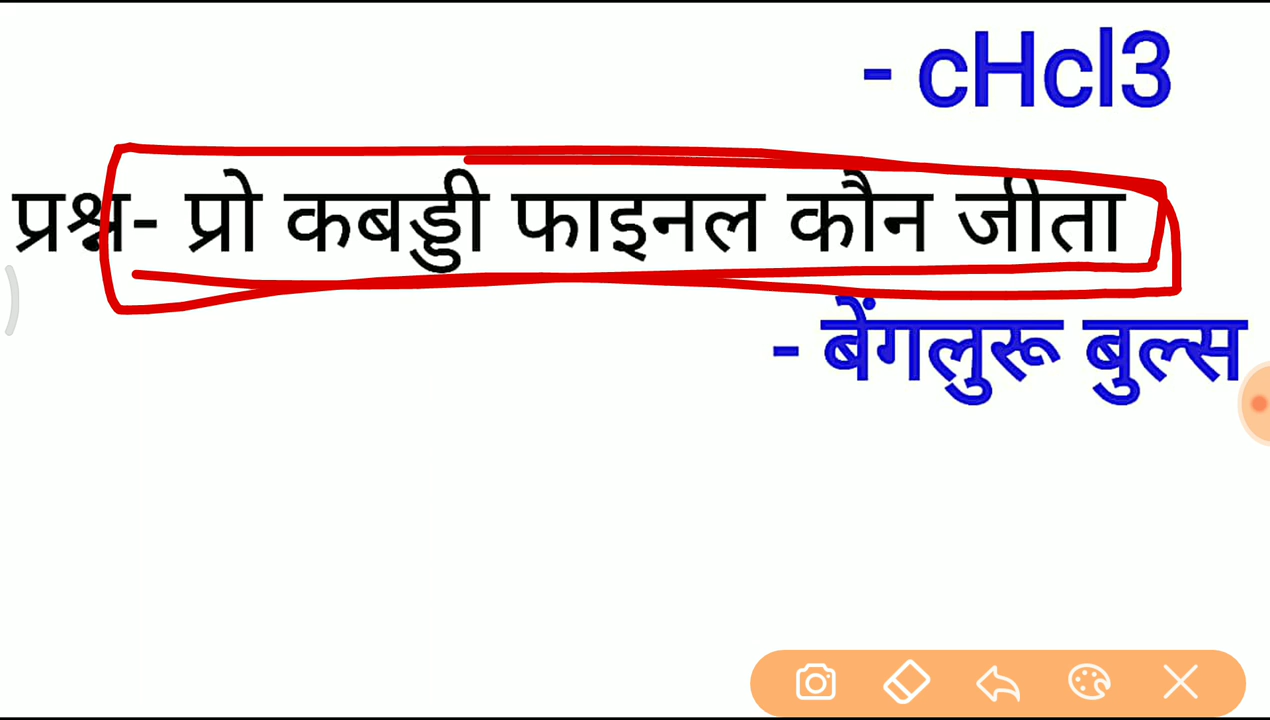 - cHcl3
प्रश्न- प्रो कबड्डी फाइनल कौन जीता
- बेंगलुरू बुल्स